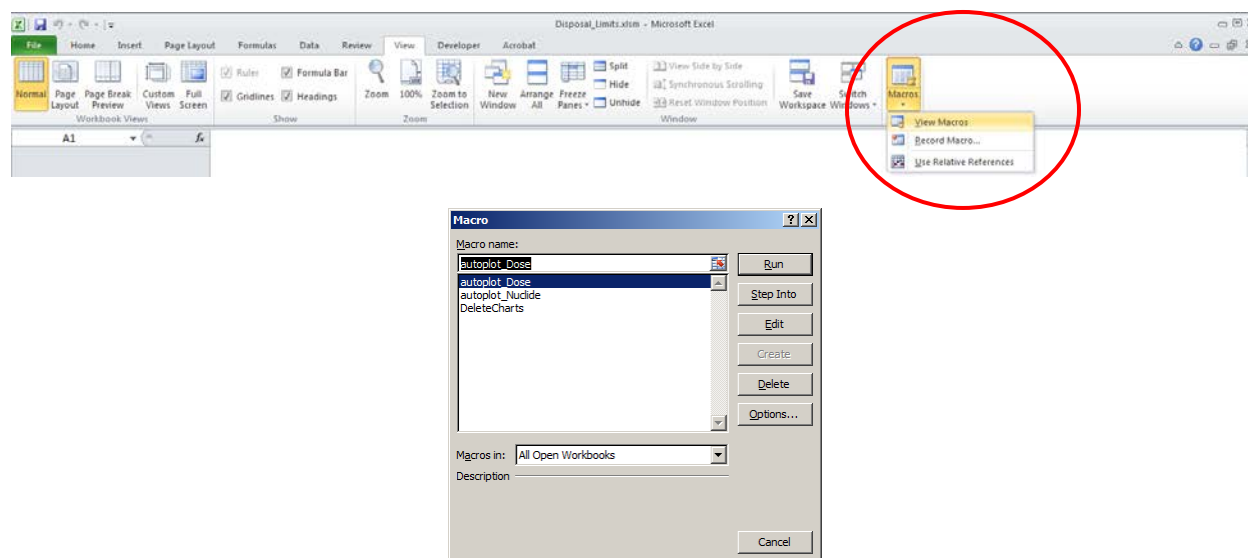 Disposal_Limits.xlsm - Microsoft Excel
File Home Insert Page Layout Formulas Data Review View Developer Acrobat
Normal Page Layout Page Break Preview Custom Views Full Screen
Workbook Views
Ruler Formula Bar
Gridlines Headings
Show
Zoom 100% Zoom to Selection
Zoom
New Window Arrange All Freeze Panes
Split
Hide
Unhide
View Side by Side
Synchronous Scrolling
Reset Window Position
Save Workspace Switch Windows
Window
Macros
View Macros
Record Macro...
Use Relative References
A1 fx
Macro
Macro name:
autoplot_Dose
Run
autoplot_Dose
autoplot_Nuclide
DeleteCharts
Step Into
Edit
Create
Delete
Options...
Macros in: All Open Workbooks
Description
Cancel